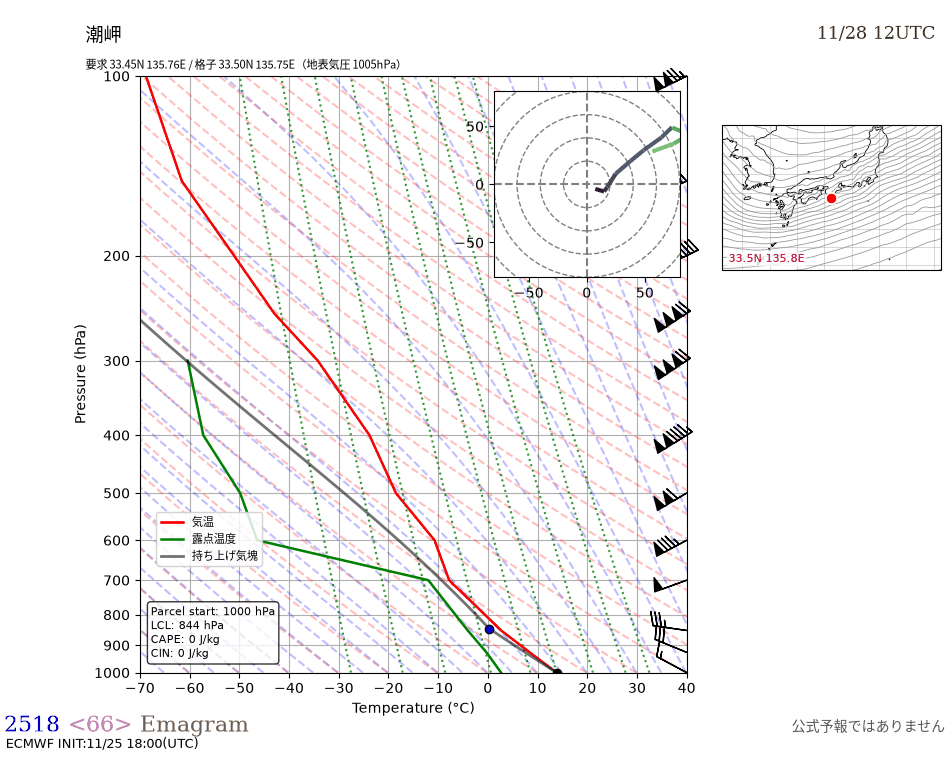 潮岬
11/28 12UTC
要求 33.45N 135.76E / 格子 33.50N 135.75E（地表気圧 1005hPa）
100
200
300
400
500
600
700
800
900
1000
Pressure (hPa)
−70 −60 −50 −40 −30 −20 −10 0 10 20 30 40
Temperature (°C)
50
0
−50
−50 0 50
33.5N 135.8E
気温
露点温度
持ち上げ気塊
Parcel start: 1000 hPa
LCL: 844 hPa
CAPE: 0 J/kg
CIN: 0 J/kg
2518 <66> Emagram
公式予報ではありません
ECMWF INIT:11/25 18:00(UTC)